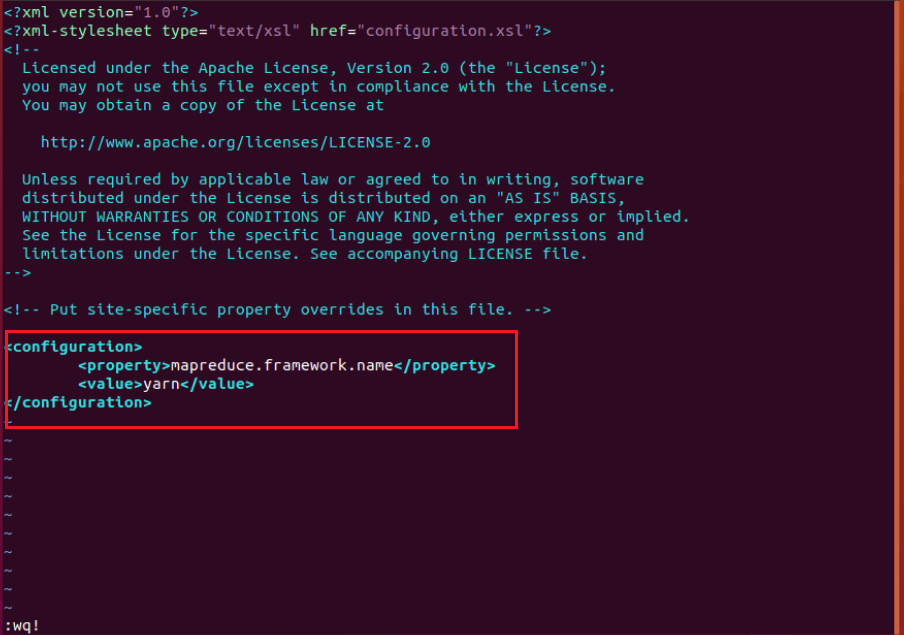 <?xml version="1.0"?>
<?xml-stylesheet type="text/xsl" href="configuration.xsl"?>
<!--
  Licensed under the Apache License, Version 2.0 (the "License");
  you may not use this file except in compliance with the License.
  You may obtain a copy of the License at

    http://www.apache.org/licenses/LICENSE-2.0

  Unless required by applicable law or agreed to in writing, software
  distributed under the License is distributed on an "AS IS" BASIS,
  WITHOUT WARRANTIES OR CONDITIONS OF ANY KIND, either express or implied.
  See the License for the specific language governing permissions and
  limitations under the License. See accompanying LICENSE file.
-->

<!-- Put site-specific property overrides in this file. -->

<configuration>
        <property>mapreduce.framework.name</property>
        <value>yarn</value>
</configuration>
~
~
~
~
~
~
~
~
~
~
~
:wq!